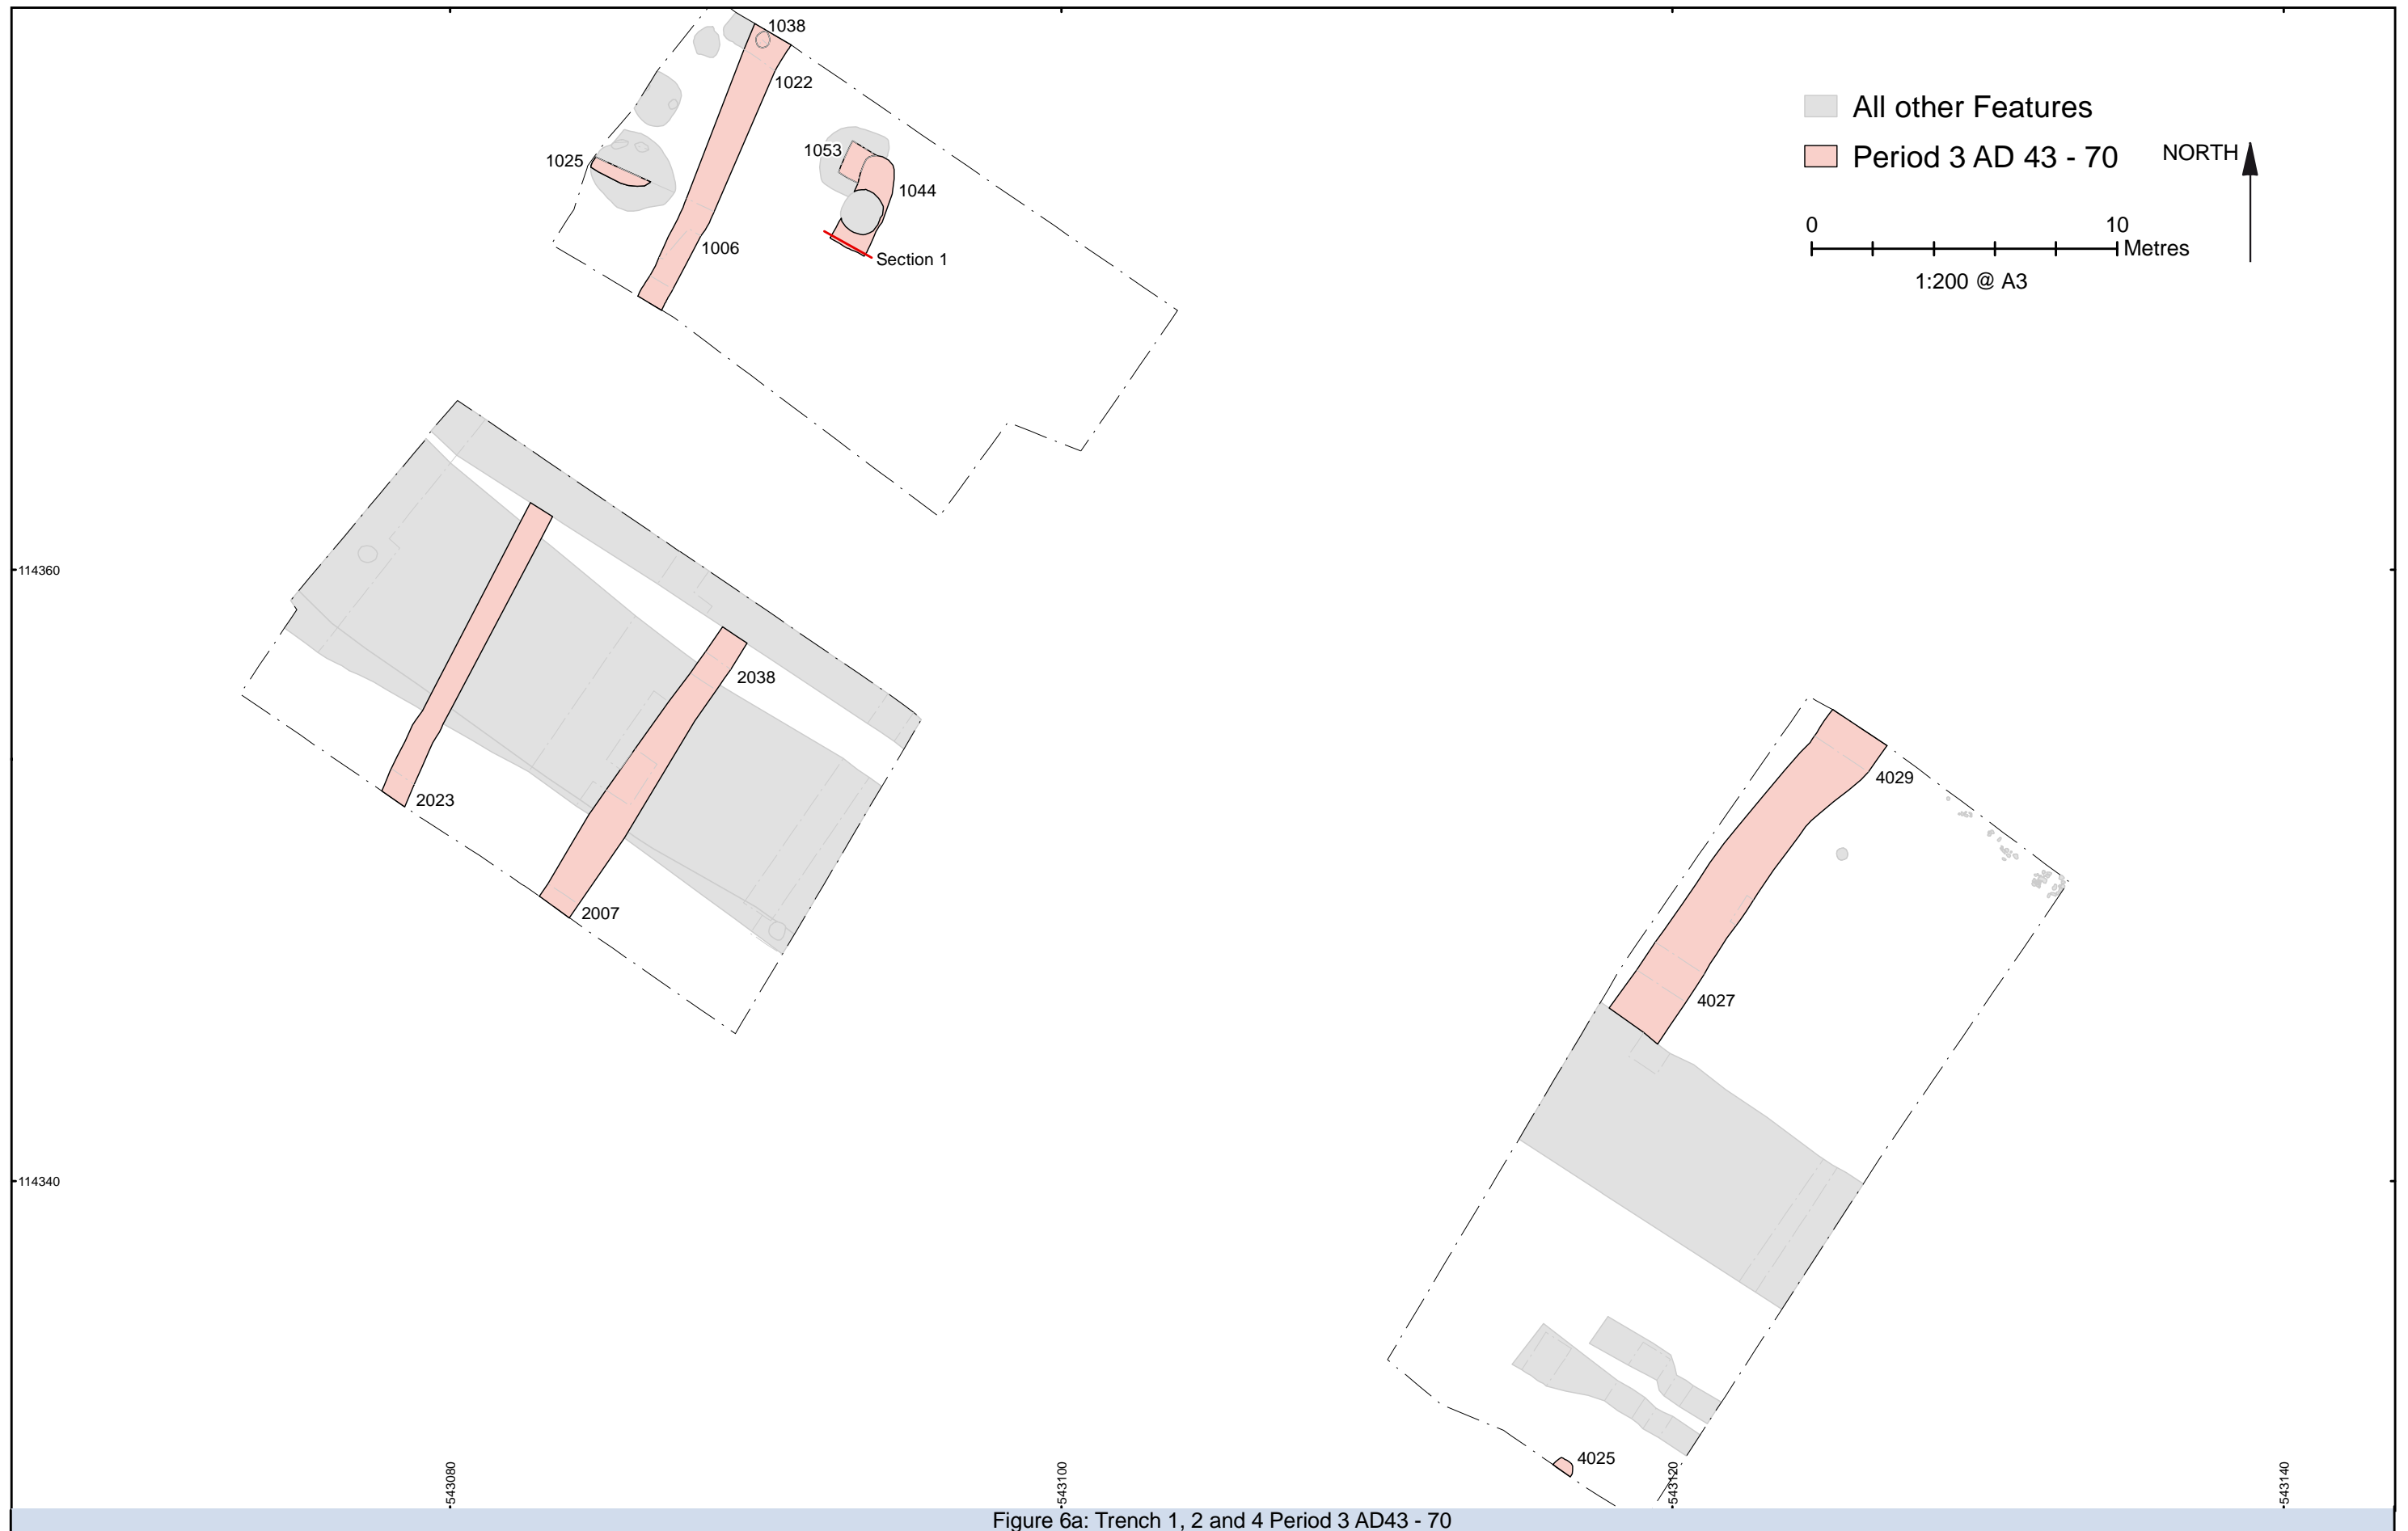 1038
1022
All other Features
1053
Period 3 AD 43 - 70
NORTH
1025
1044
0
10
1006
Metres
Section 1
1:200 @ A3
114360
2038
4029
2023
2007
4027
114340
4025
543080
543100
543120
543140
Figure 6a: Trench 1, 2 and 4 Period 3 AD43 - 70